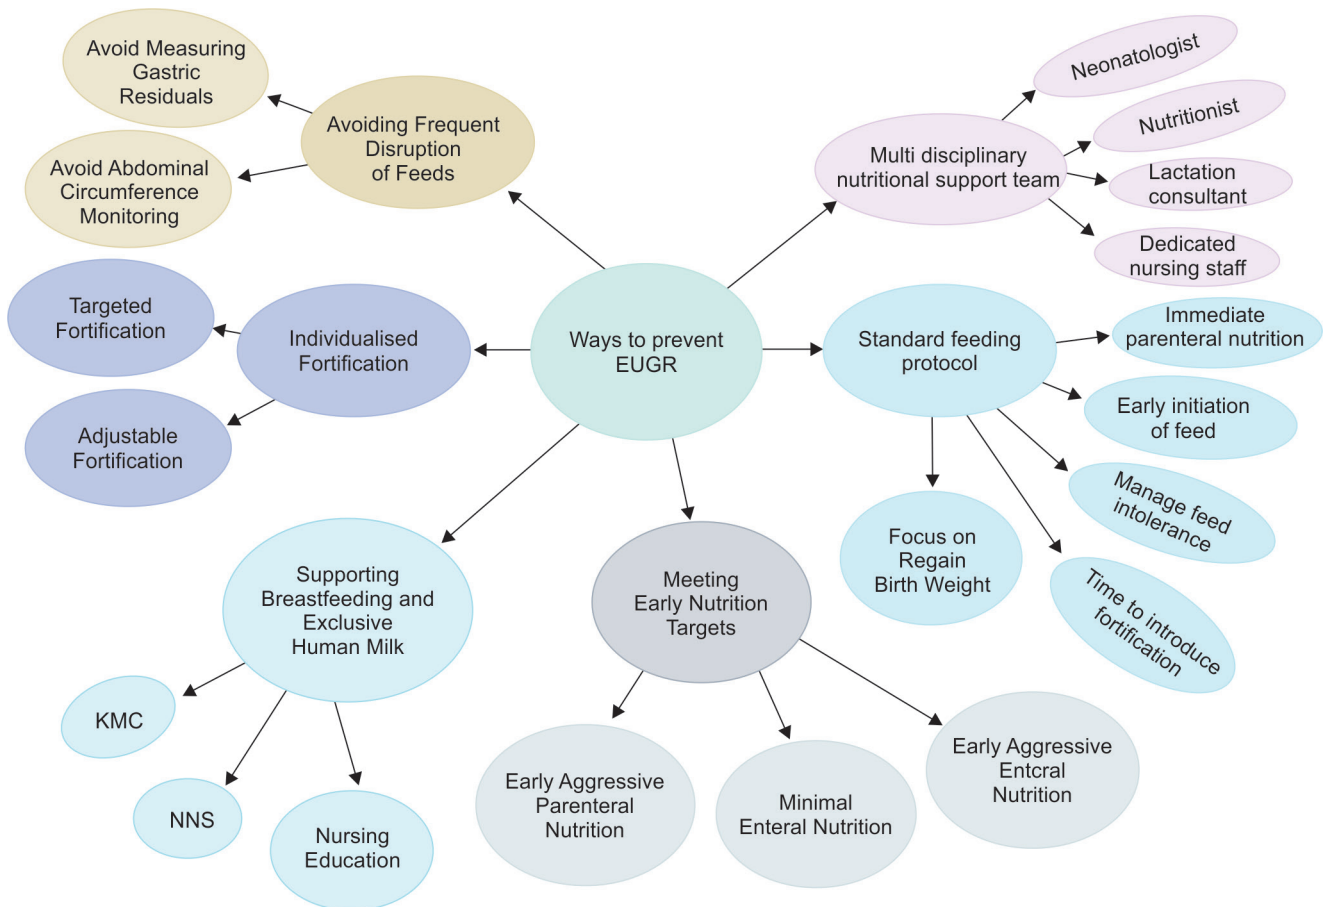 Avoid Measuring
Gastric
Residuals
Avoiding Frequent
Disruption
of Feeds
Avoid Abdominal
Circumference
Monitoring
Neonatologist
Nutritionist
Multi disciplinary
nutritional support team
Lactation
consultant
Dedicated
nursing staff
Targeted
Fortification
Individualised
Fortification
Adjustable
Fortification
Ways to prevent
EUGR
Standard feeding
protocol
Immediate
parenteral nutrition
Early initiation
of feed
Manage feed
intolerance
Time to introduce
fortification
Focus on
Regain
Birth Weight
Supporting
Breastfeeding and
Exclusive
Human Milk
KMC
NNS
Nursing
Education
Meeting
Early Nutrition
Targets
Early Aggressive
Parenteral
Nutrition
Minimal
Enteral Nutrition
Early Aggressive
Entcral
Nutrition